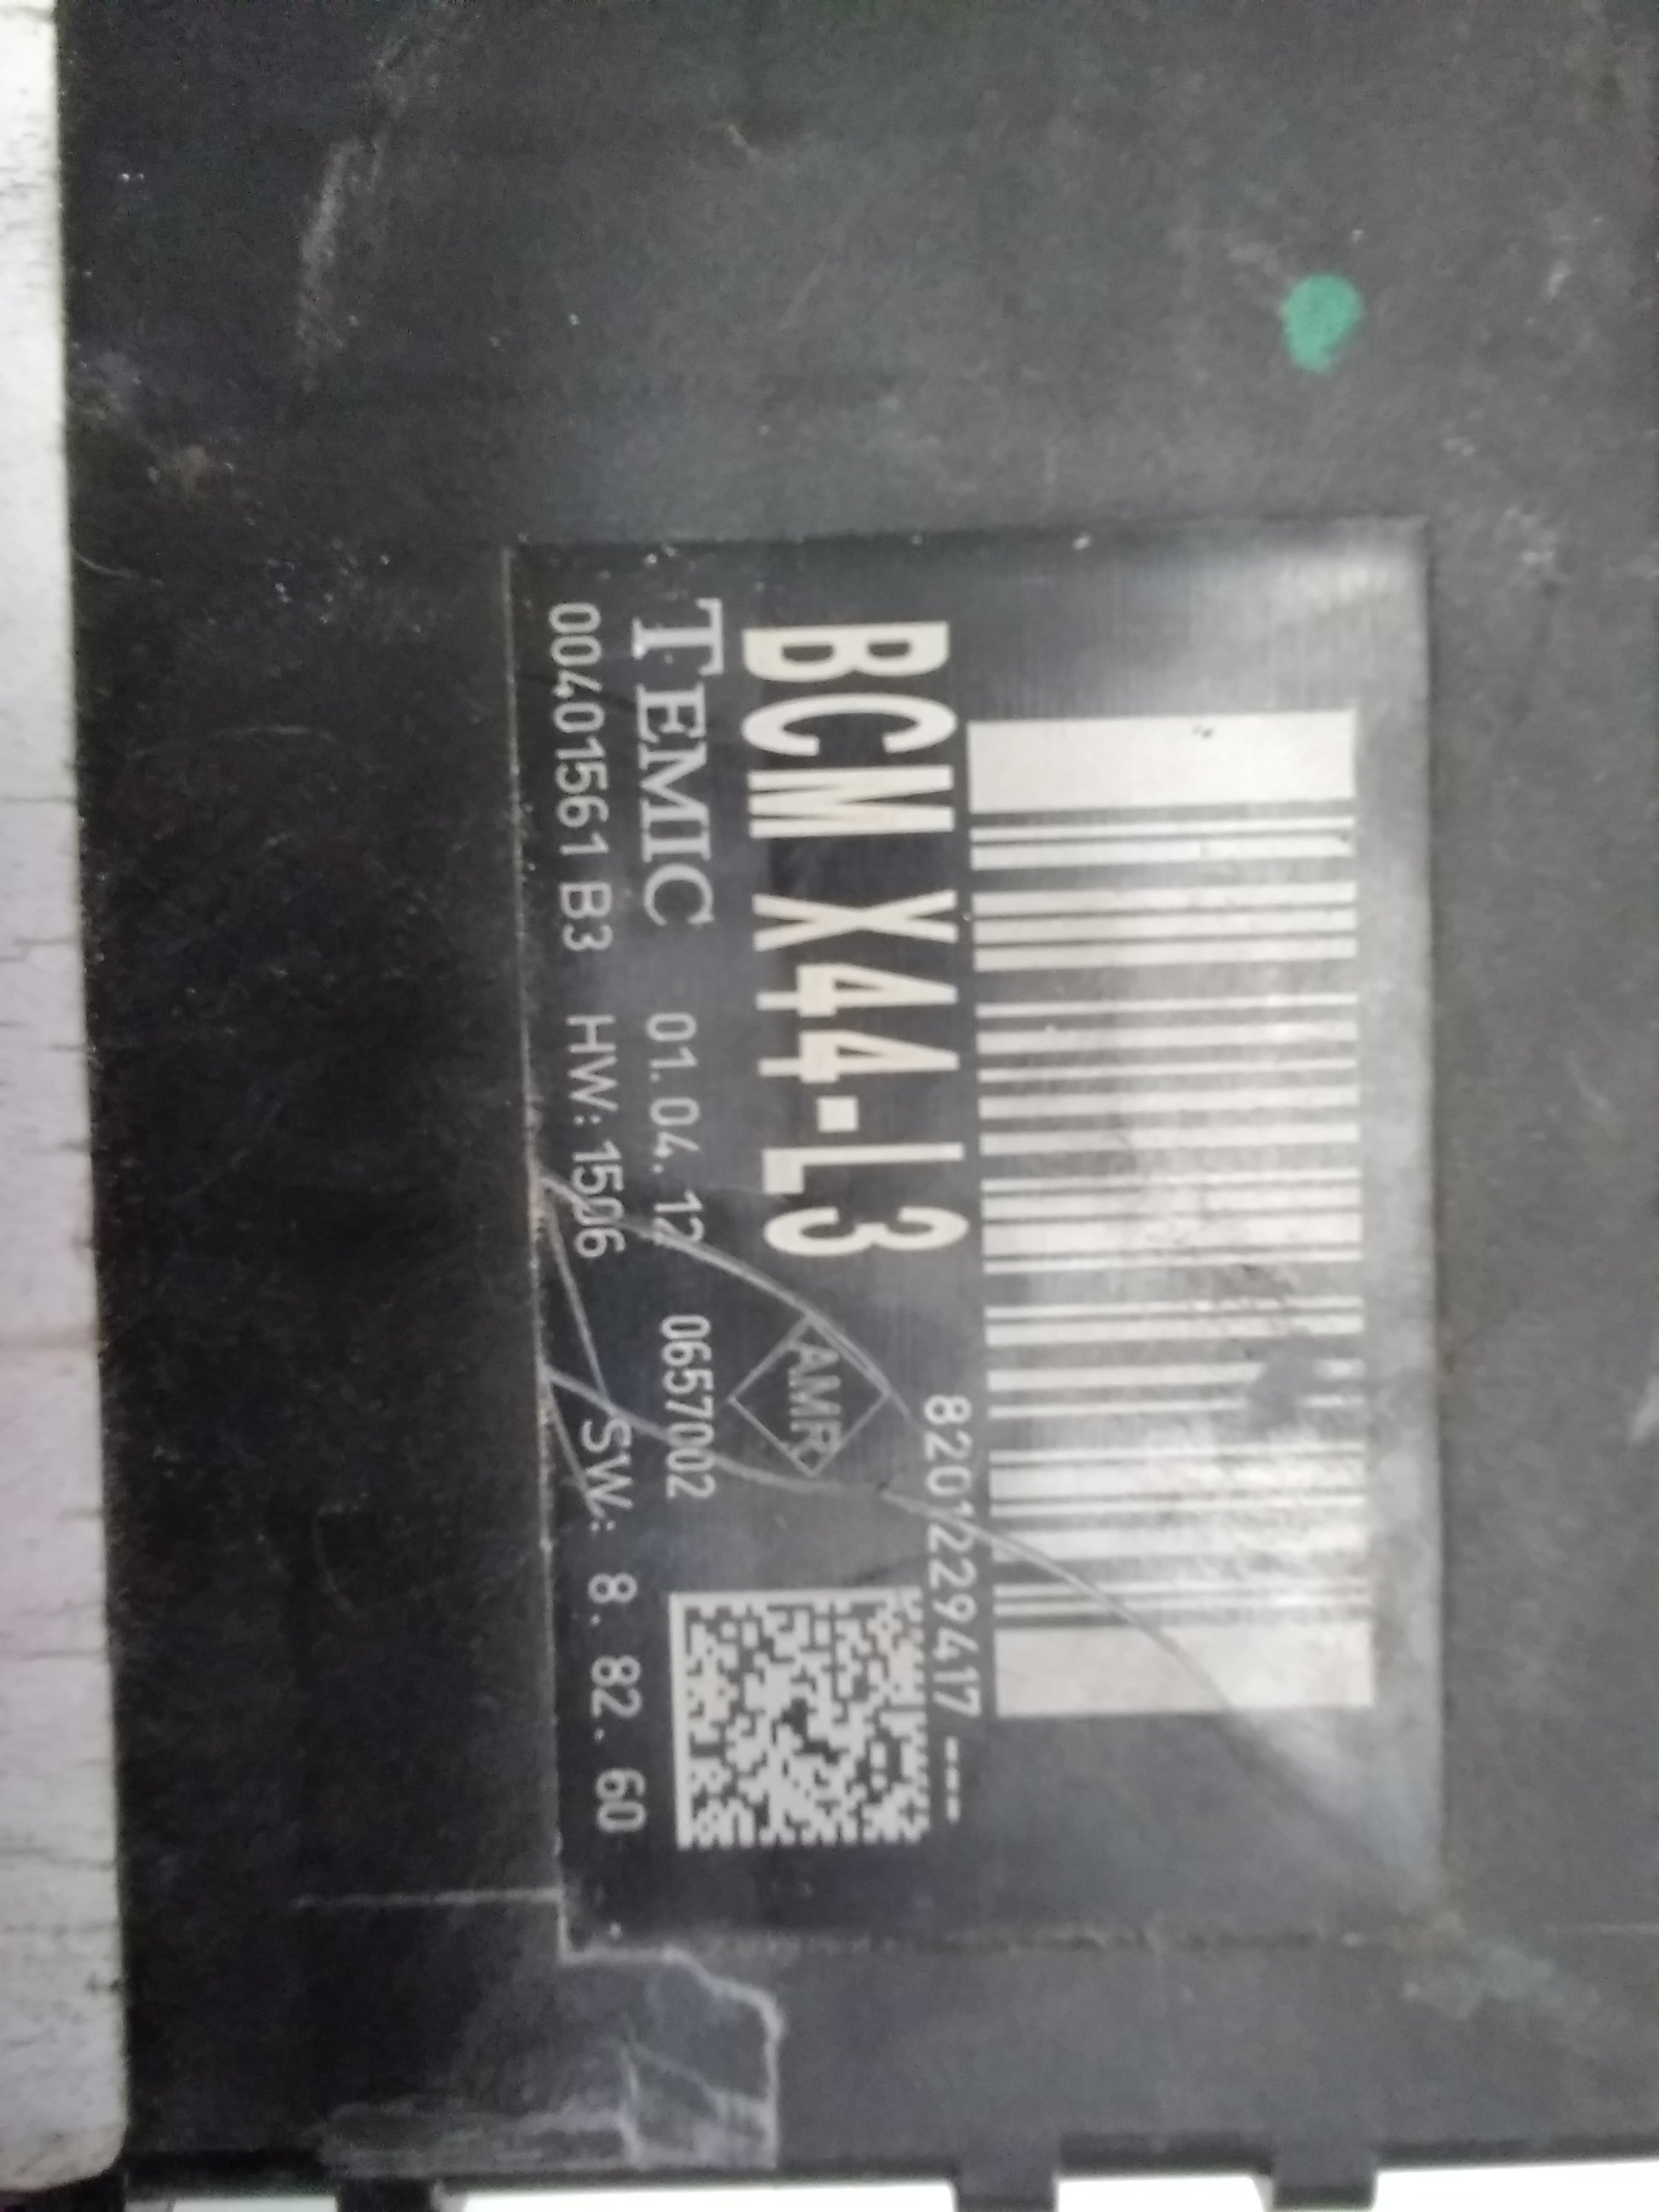 8201229417 ---
BCM X44-L3
AMR
TEMIC 01. 04. 12 0657002
00401561 B3 HW: 1506 SW: 8. 82. 60